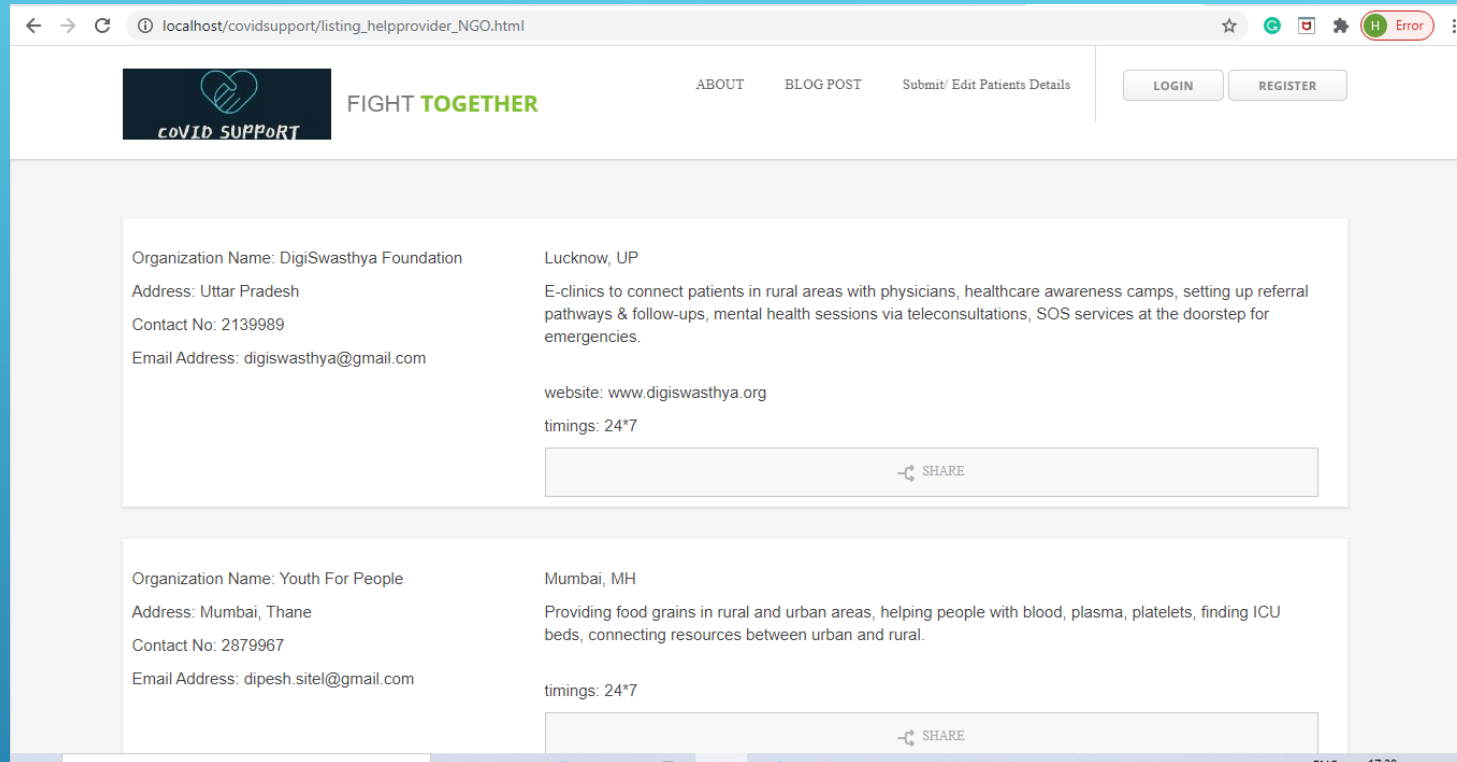 localhost/covidsupport/listing_helpprovider_NGO.html
H Error
COVID SUPPORT
FIGHT TOGETHER
ABOUT BLOG POST Submit/ Edit Patients Details
LOGIN REGISTER
Organization Name: DigiSwasthya Foundation
Address: Uttar Pradesh
Contact No: 2139989
Email Address: digiswasthya@gmail.com
Lucknow, UP
E-clinics to connect patients in rural areas with physicians, healthcare awareness camps, setting up referral
pathways & follow-ups, mental health sessions via teleconsultations, SOS services at the doorstep for
emergencies.
website: www.digiswasthya.org
timings: 24*7
SHARE
Organization Name: Youth For People
Address: Mumbai, Thane
Contact No: 2879967
Email Address: dipesh.sitel@gmail.com
Mumbai, MH
Providing food grains in rural and urban areas, helping people with blood, plasma, platelets, finding ICU
beds, connecting resources between urban and rural.
timings: 24*7
SHARE